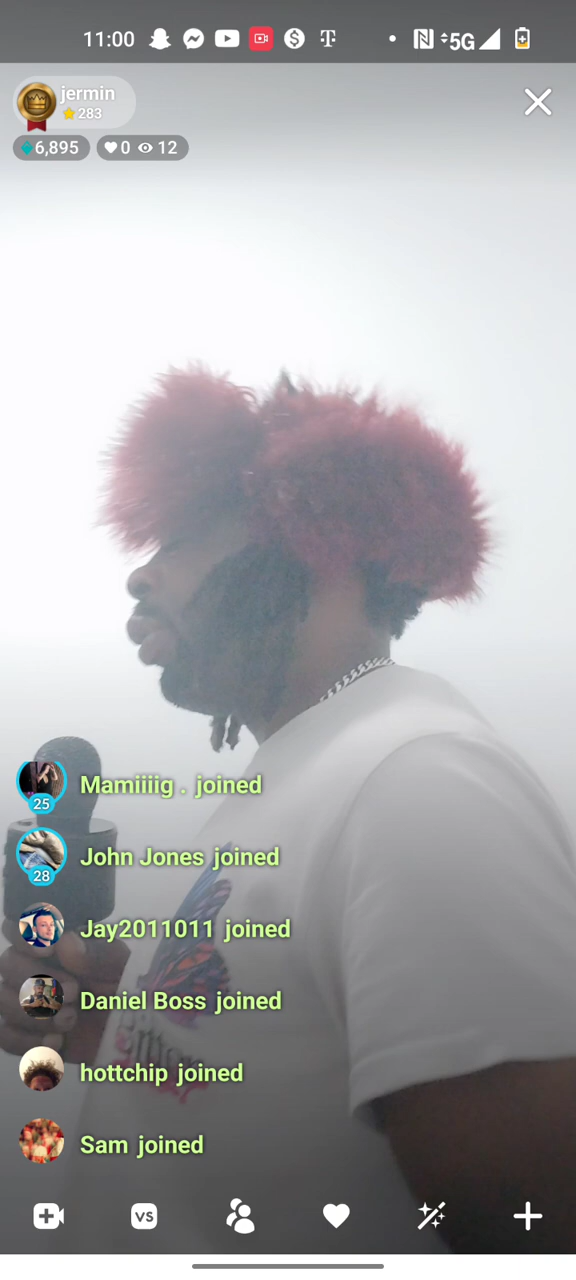 11:00
5G
jermin
283
6,895 0 12
Mamiiiig . joined
25
John Jones joined
28
Jay2011011 joined
Daniel Boss joined
hottchip joined
Sam joined
VS